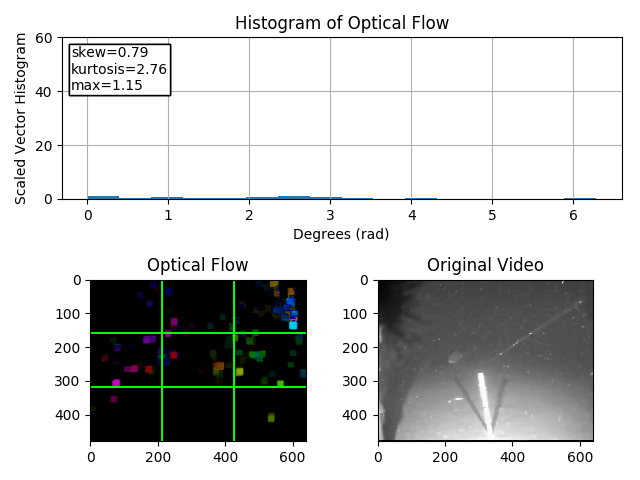 Histogram of Optical Flow
60
40
20
0
Scaled Vector Histogram
skew=0.79
kurtosis=2.76
max=1.15
0 1 2 3 4 5 6
Degrees (rad)
Optical Flow
0
100
200
300
400
0 200 400 600
Original Video
0
100
200
300
400
0 200 400 600